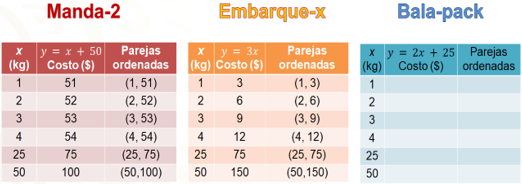 Manda-2
x (kg) y = x + 50 Costo ($) Parejas ordenadas
1 51 (1, 51)
2 52 (2, 52)
3 53 (3, 53)
4 54 (4, 54)
25 75 (25, 75)
50 100 (50,100)
Embarque-x
x (kg) y = 3x Costo ($) Parejas ordenadas
1 3 (1, 3)
2 6 (2, 6)
3 9 (3, 9)
4 12 (4, 12)
25 75 (25, 75)
50 150 (50,150)
Bala-pack
x (kg) y = 2x + 25 Costo ($) Parejas ordenadas
1
2
3
4
25
50